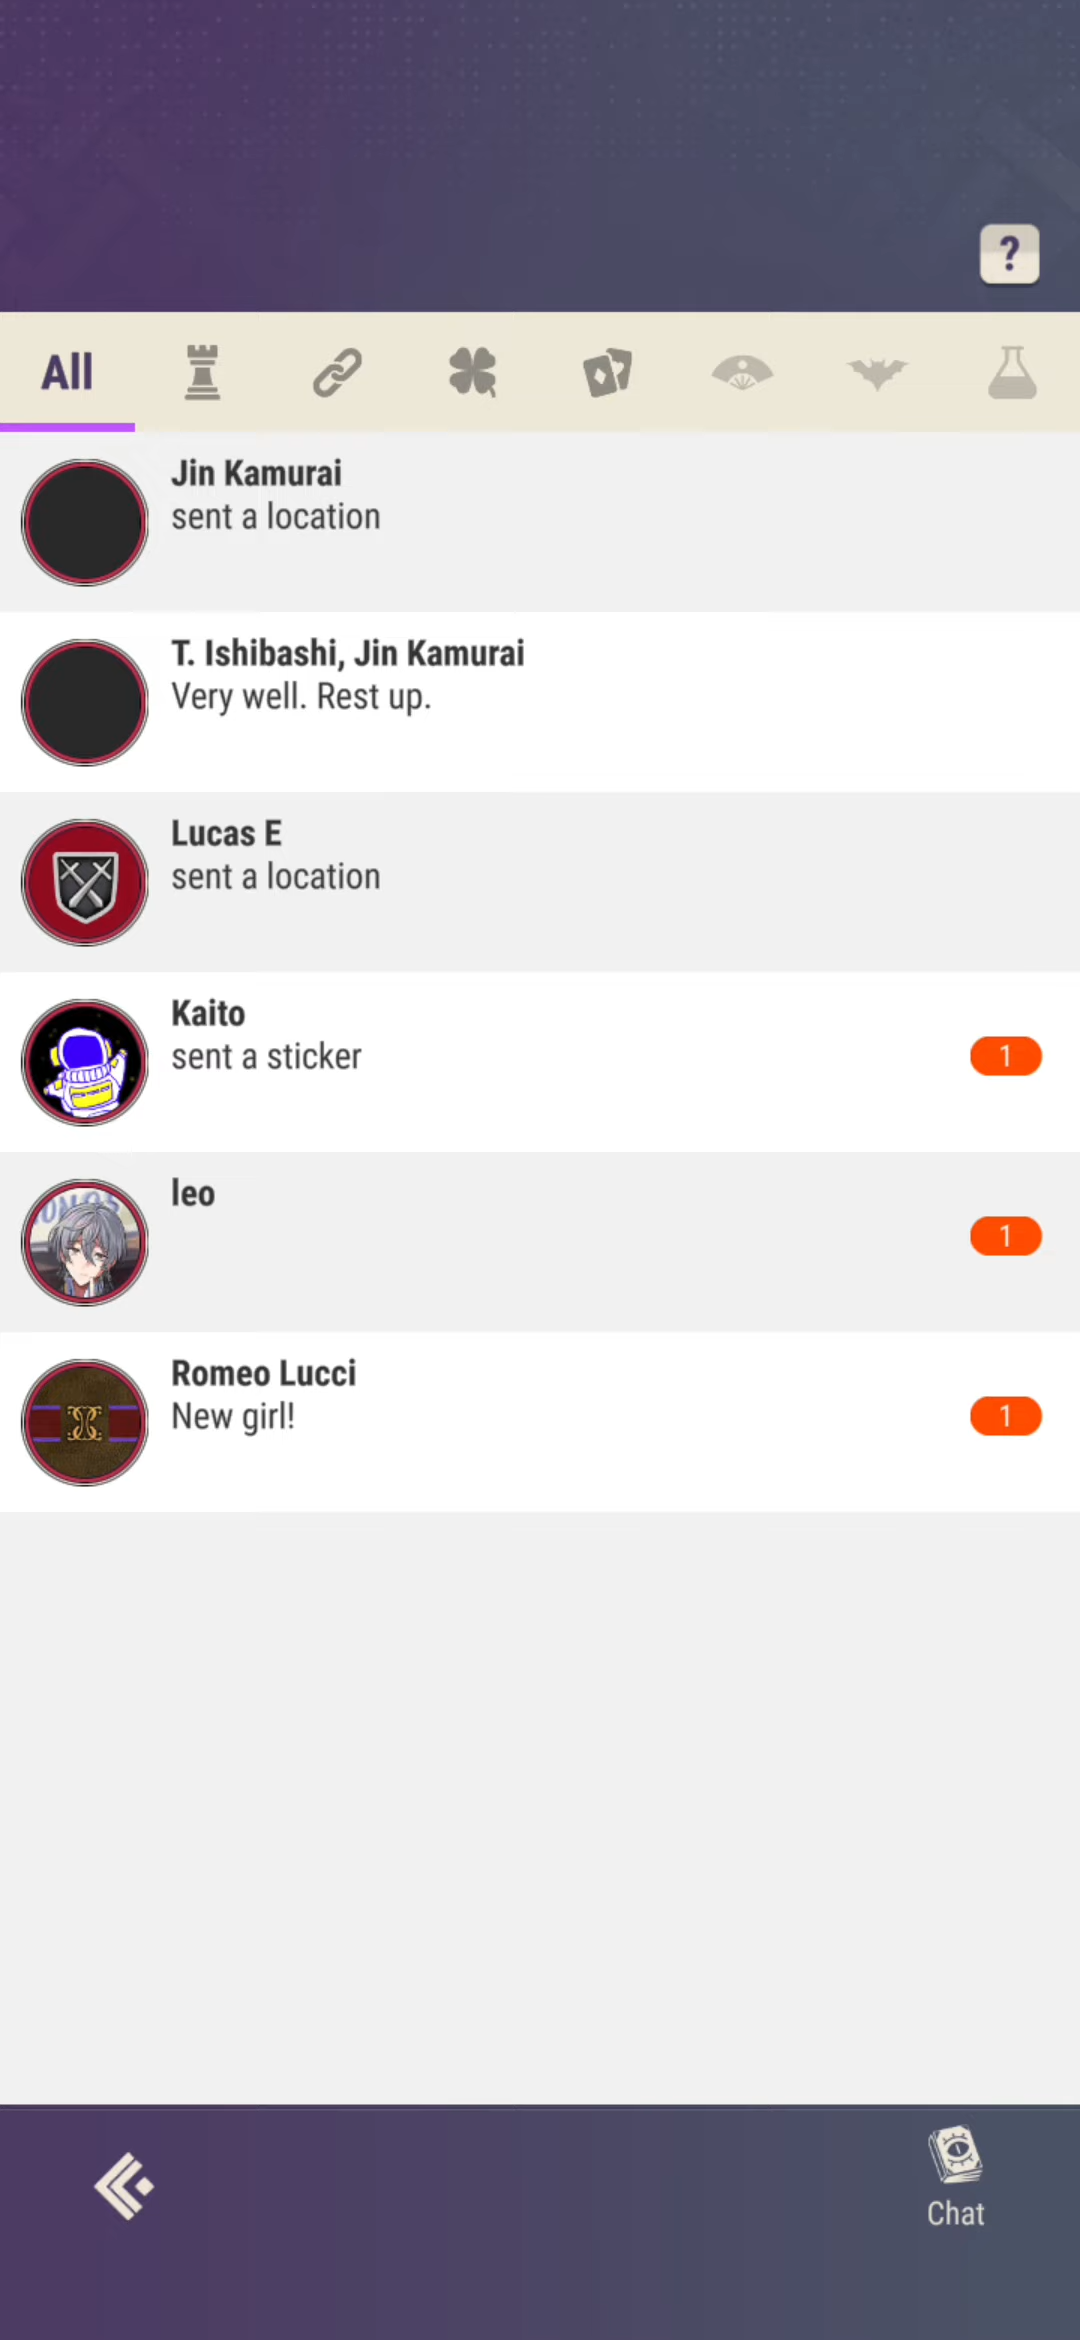 ?
All
Jin Kamurai
sent a location
T. Ishibashi, Jin Kamurai
Very well. Rest up.
Lucas E
sent a location
Kaito
sent a sticker
1
leo
1
Romeo Lucci
New girl!
1
Chat